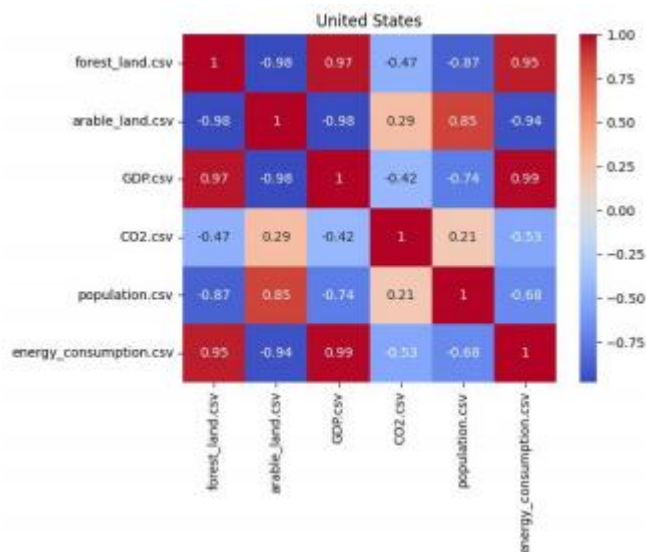 United States
forest_land.csv 1 -0.98 0.97 -0.47 -0.87 0.95
arable_land.csv -0.98 1 -0.98 0.29 0.85 -0.94
GDP.csv 0.97 -0.98 1 -0.42 -0.74 0.99
CO2.csv -0.47 0.29 -0.42 1 0.21 -0.53
population.csv -0.87 0.85 -0.74 0.21 1 -0.68
energy_consumption.csv 0.95 -0.94 0.99 -0.53 -0.68 1
forest_land.csv
arable_land.csv
GDP.csv
CO2.csv
population.csv
energy_consumption.csv
1.00
0.75
0.50
0.25
0.00
−0.25
−0.50
−0.75